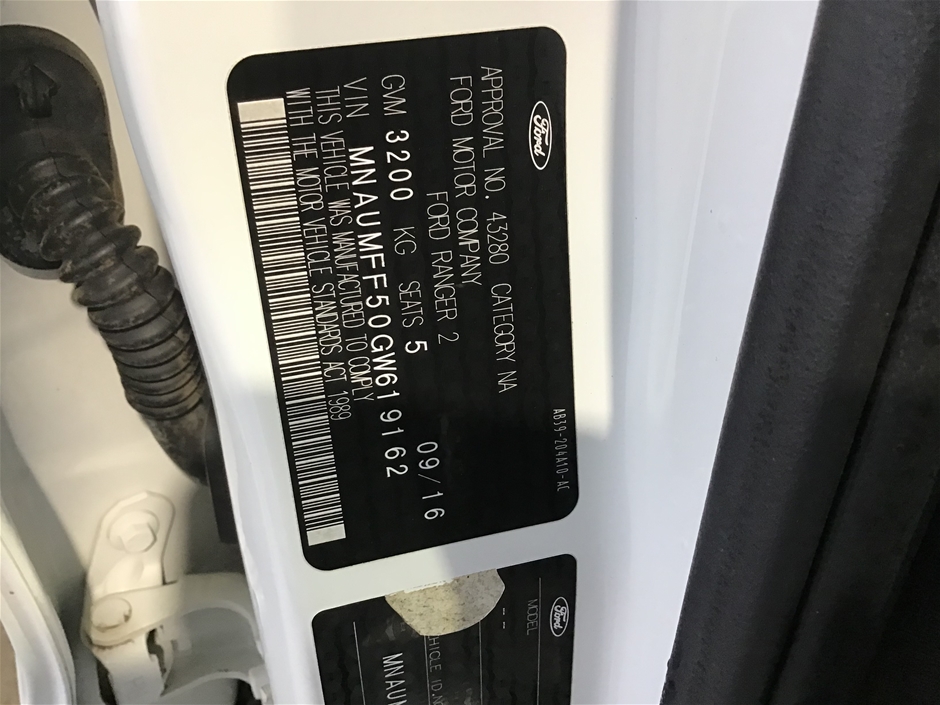 Ford
APPROVAL NO. 43280 CATEGORY NA
FORD MOTOR COMPANY
FORD RANGER 2
09/16
GVM 3200 KG SEATS 5
VIN MNAUMFF50GW619162
THIS VEHICLE WAS MANUFACTURED TO COMPLY
WITH THE MOTOR VEHICLE STANDARDS ACT 1989
AB39-204A10-AC
Ford
MODEL
--